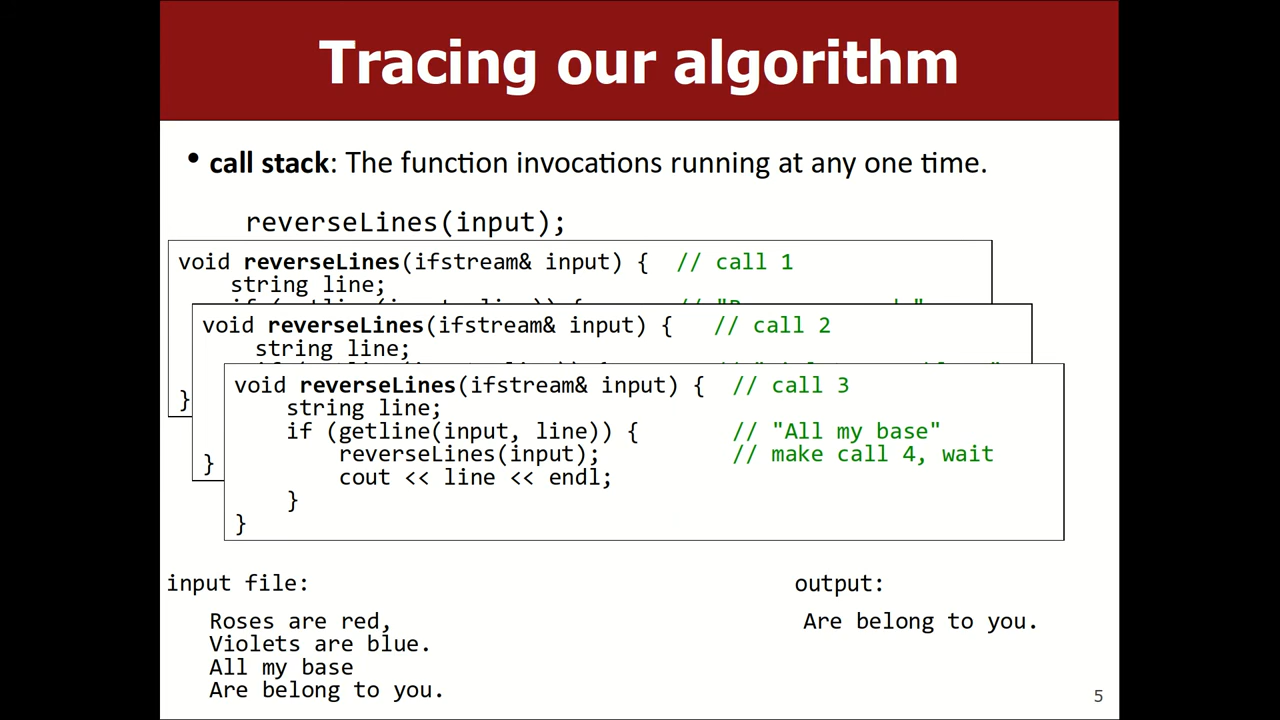 Tracing our algorithm
• call stack: The function invocations running at any one time.
reverseLines(input);
void reverseLines(ifstream& input) { // call 1
string line;
void reverseLines(ifstream& input) { // call 2
string line;
void reverseLines(ifstream& input) { // call 3
string line;
if (getline(input, line)) { // "All my base"
reverseLines(input); // make call 4, wait
cout << line << endl;
}
}
}
}
input file:
Roses are red,
Violets are blue.
All my base
Are belong to you.
output:
Are belong to you.
5